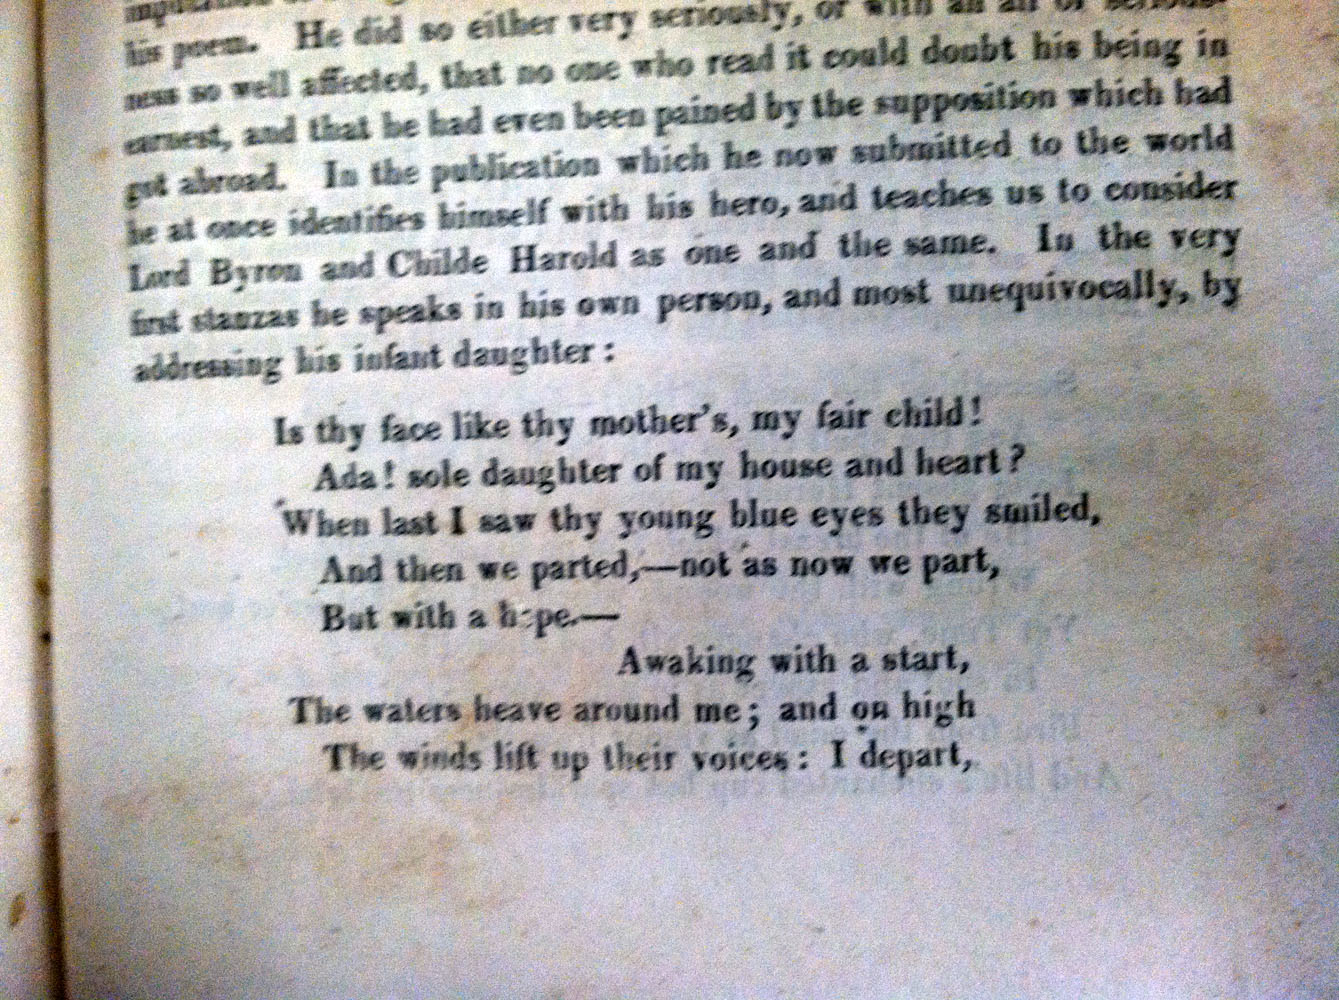 his poem. He did so either very seriously, or with an air of serious-
ness so well affected, that no one who read it could doubt his being in
earnest, and that he had even been pained by the supposition which had
got abroad. In the publication which he now submitted to the world
he at once identifies himself with his hero, and teaches us to consider
Lord Byron and Childe Harold as one and the same. In the very
first stanzas he speaks in his own person, and most unequivocally, by
addressing his infant daughter:
Is thy face like thy mother's, my fair child!
Ada! sole daughter of my house and heart?
When last I saw thy young blue eyes they smiled,
And then we parted,—not as now we part,
But with a hope.—
Awaking with a start,
The waters heave around me; and on high
The winds lift up their voices: I depart,